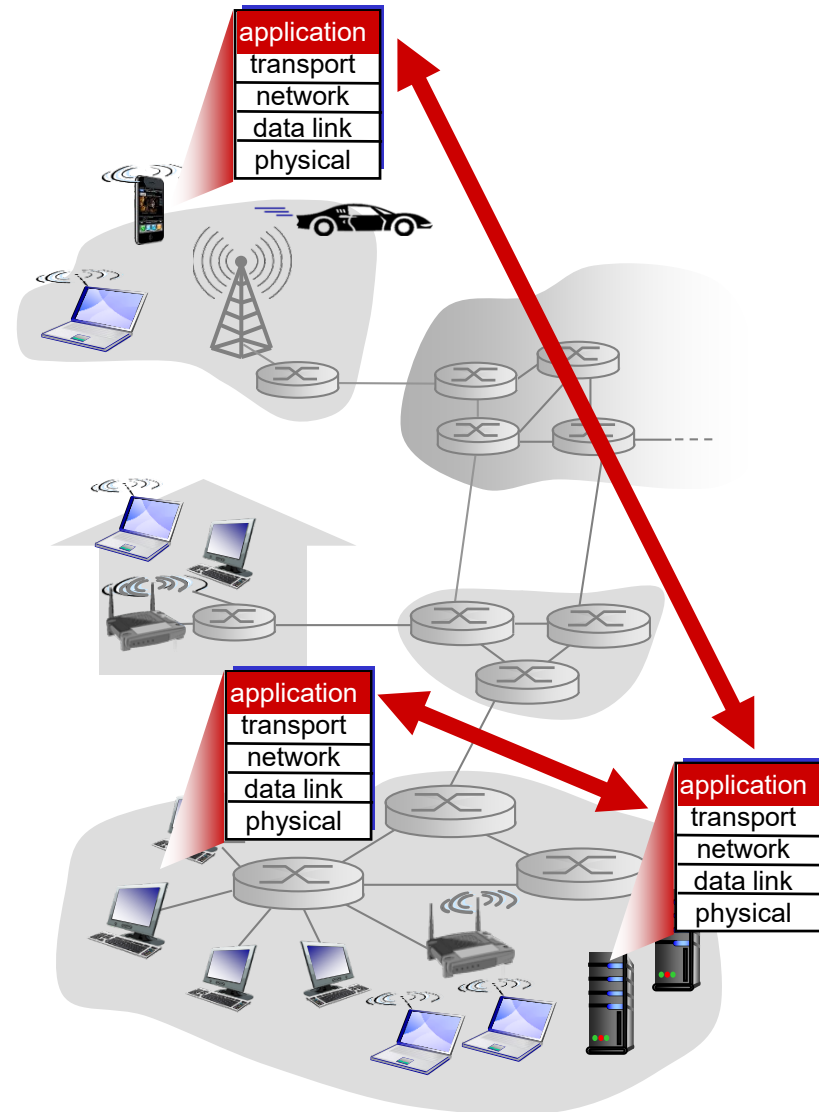 application
transport
network
data link
physical
application
transport
network
data link
physical
application
transport
network
data link
physical